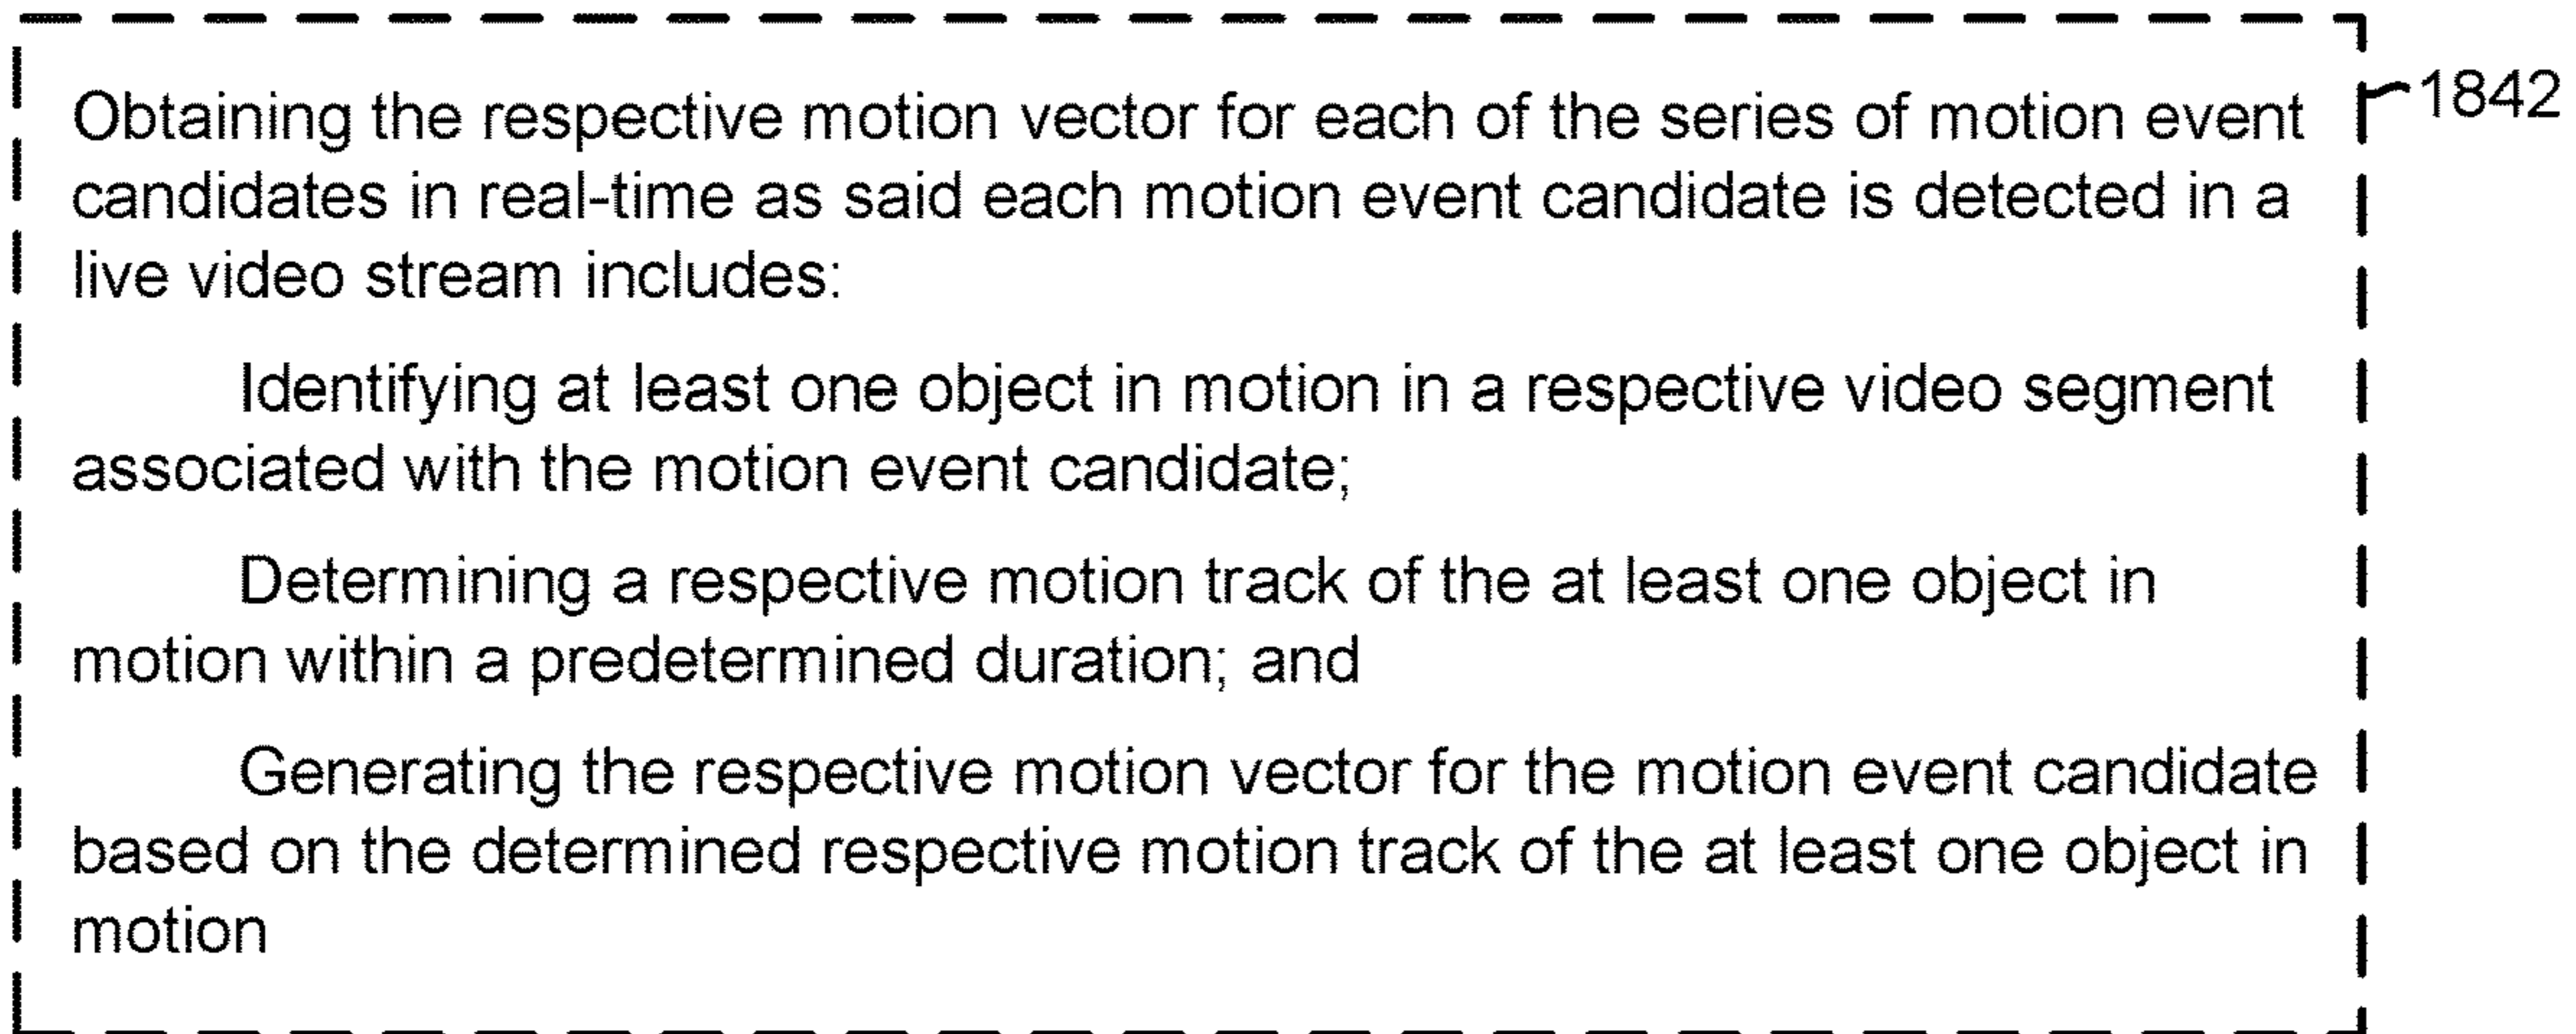 Obtaining the respective motion vector for each of the series of motion event
candidates in real-time as said each motion event candidate is detected in a
live video stream includes:
Identifying at least one object in motion in a respective video segment
associated with the motion event candidate;
Determining a respective motion track of the at least one object in
motion within a predetermined duration; and
Generating the respective motion vector for the motion event candidate
based on the determined respective motion track of the at least one object in
motion
1842